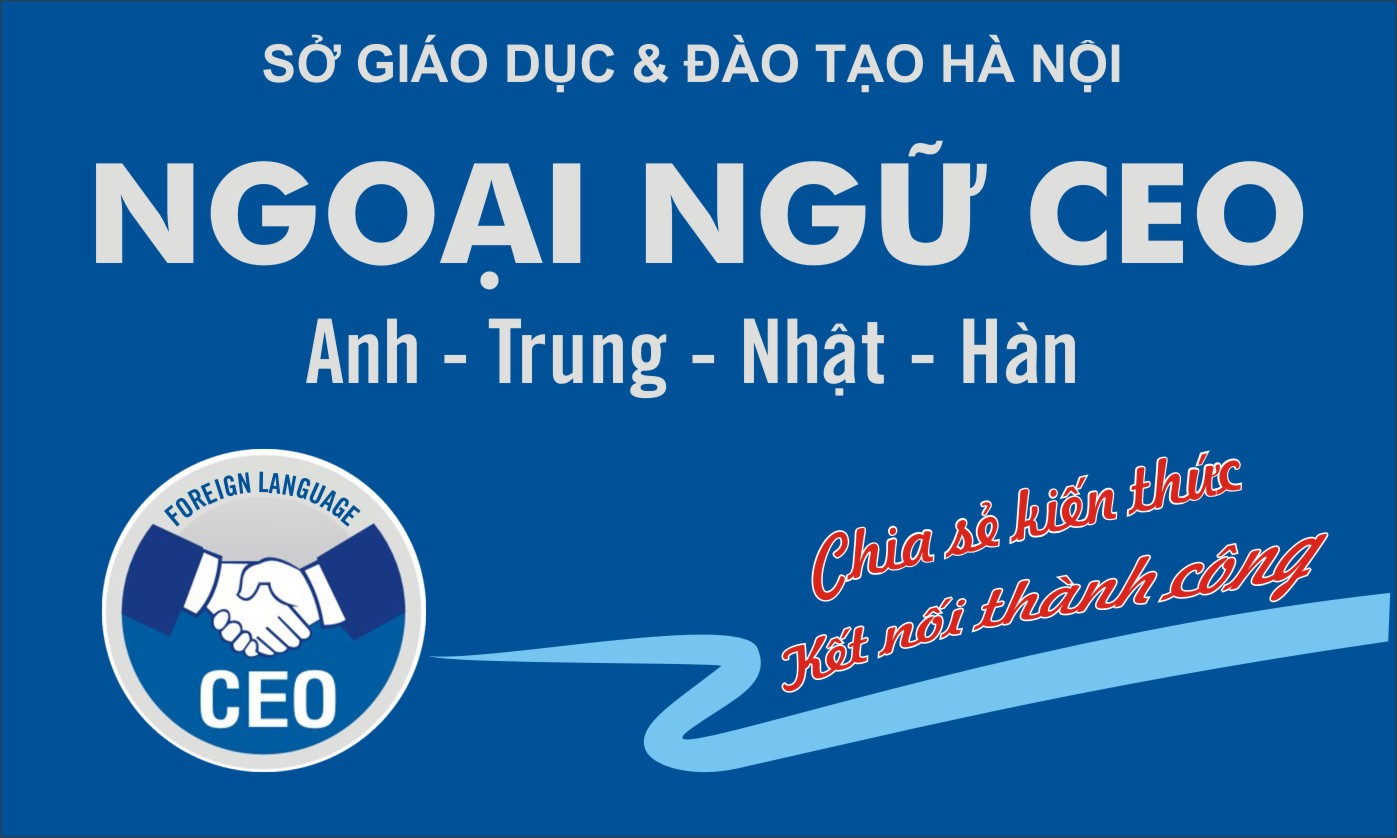 SỞ GIÁO DỤC & ĐÀO TẠO HÀ NỘI
NGOẠI NGỮ CEO
Anh - Trung - Nhật - Hàn
FOREIGN LANGUAGE
CEO
Chia sẻ kiến thức
Kết nối thành công